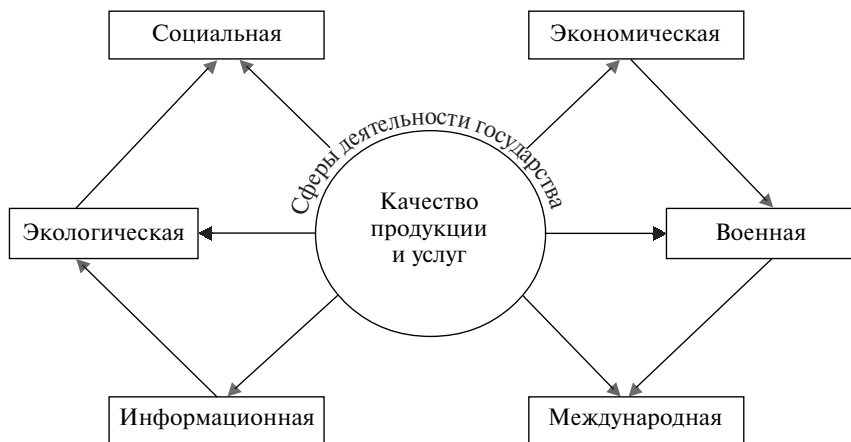 Социальная
Экономическая
Сферы деятельности государства
Качество
продукции
и услуг
Экологическая
Военная
Информационная
Международная